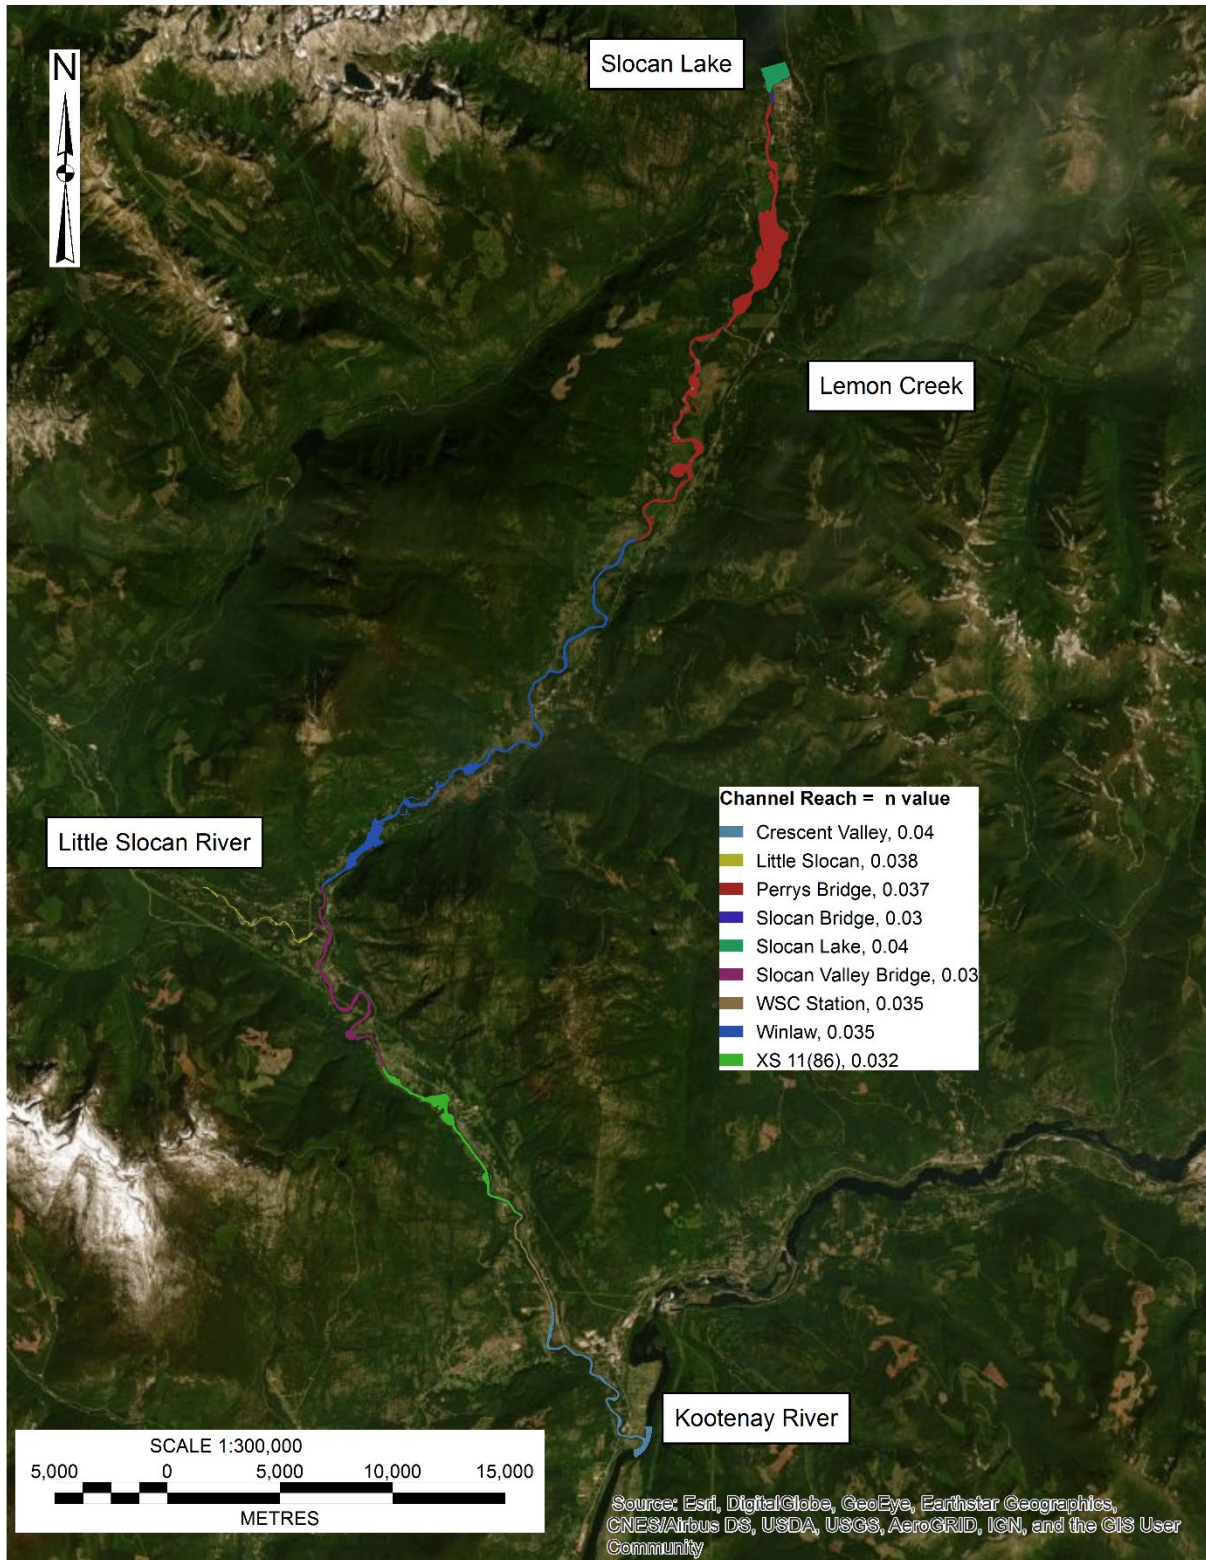 Slocan Lake
N
Lemon Creek
Channel Reach = n value
Crescent Valley, 0.04
Little Slocan, 0.038
Perrys Bridge, 0.037
Slocan Bridge, 0.03
Slocan Lake, 0.04
Slocan Valley Bridge, 0.03
WSC Station, 0.035
Winlaw, 0.035
XS 11(86), 0.032
Little Slocan River
Kootenay River
SCALE 1:300,000
5,000 0 5,000 10,000 15,000
METRES
Source: Esri, DigitalGlobe, GeoEye, Earthstar Geographics,
CNES/Airbus DS, USDA, USGS, AeroGRID, IGN, and the GIS User
Community